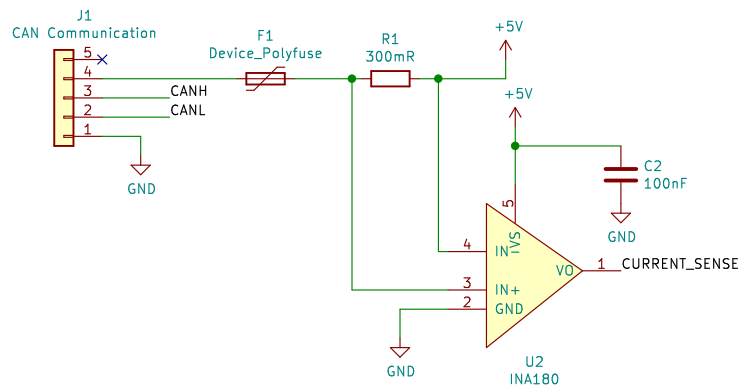 J1
CAN Communication
5
4
3
2
1
CANH
CANL
GND
F1
Device_Polyfuse
R1
300mR
+5V
+5V
C2
100nF
GND
5
VS
4
IN-
3
IN+
2
GND
VO
1
CURRENT_SENSE
GND
U2
INA180